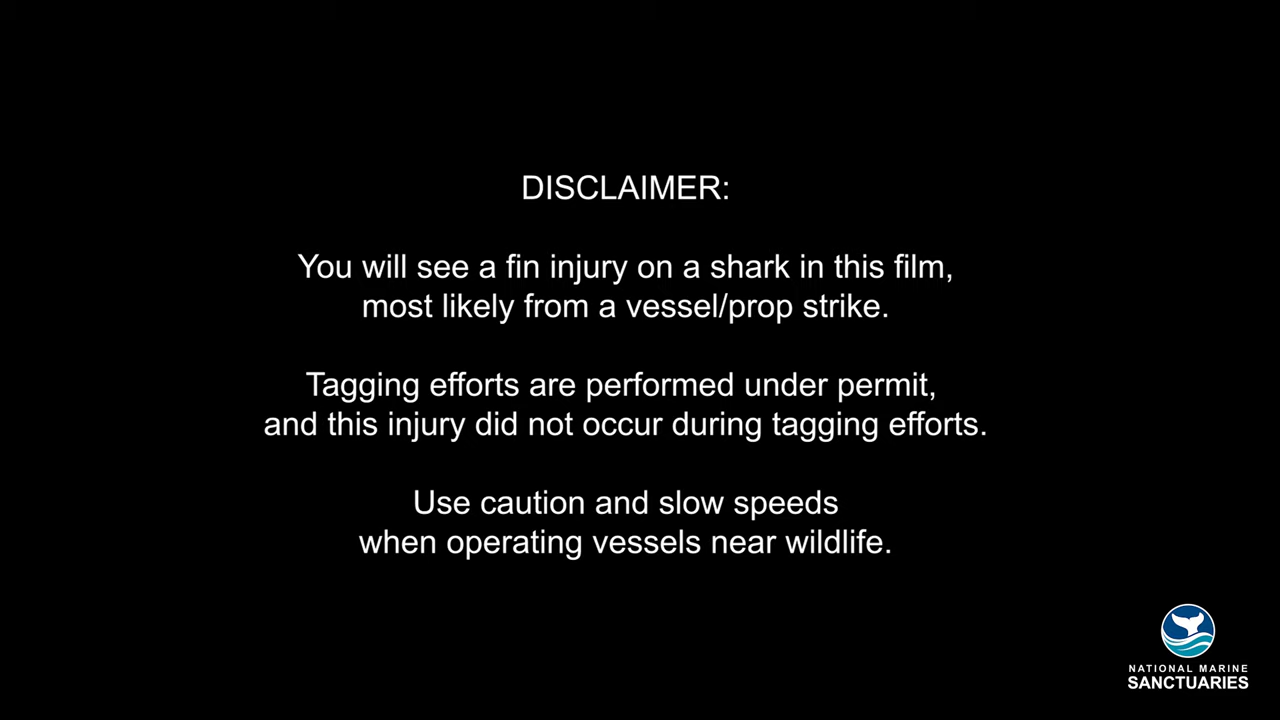 DISCLAIMER:
You will see a fin injury on a shark in this film,
most likely from a vessel/prop strike.
Tagging efforts are performed under permit,
and this injury did not occur during tagging efforts.
Use caution and slow speeds
when operating vessels near wildlife.
NATIONAL MARINE
SANCTUARIES